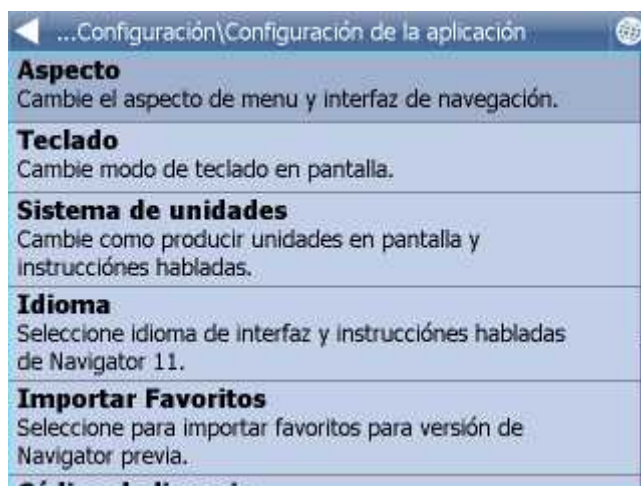 ...Configuración\Configuración de la aplicación
Aspecto
Cambie el aspecto de menu y interfaz de navegación.
Teclado
Cambie modo de teclado en pantalla.
Sistema de unidades
Cambie como producir unidades en pantalla y
instrucciónes habladas.
Idioma
Seleccione idioma de interfaz y instrucciónes habladas
de Navigator 11.
Importar Favoritos
Seleccione para importar favoritos para versión de
Navigator previa.